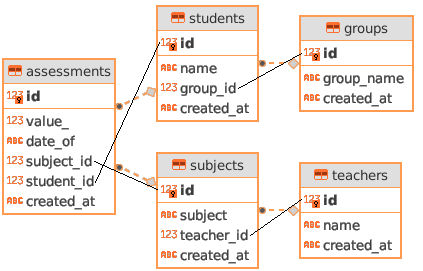 students
123 id
ABC name
123 group_id
ABC created_at
groups
123 id
ABC group_name
ABC created_at
assessments
123 id
123 value_
ABC date_of
123 subject_id
123 student_id
123 created_at
subjects
123 id
ABC subject
123 teacher_id
ABC created_at
teachers
123 id
ABC name
ABC created_at